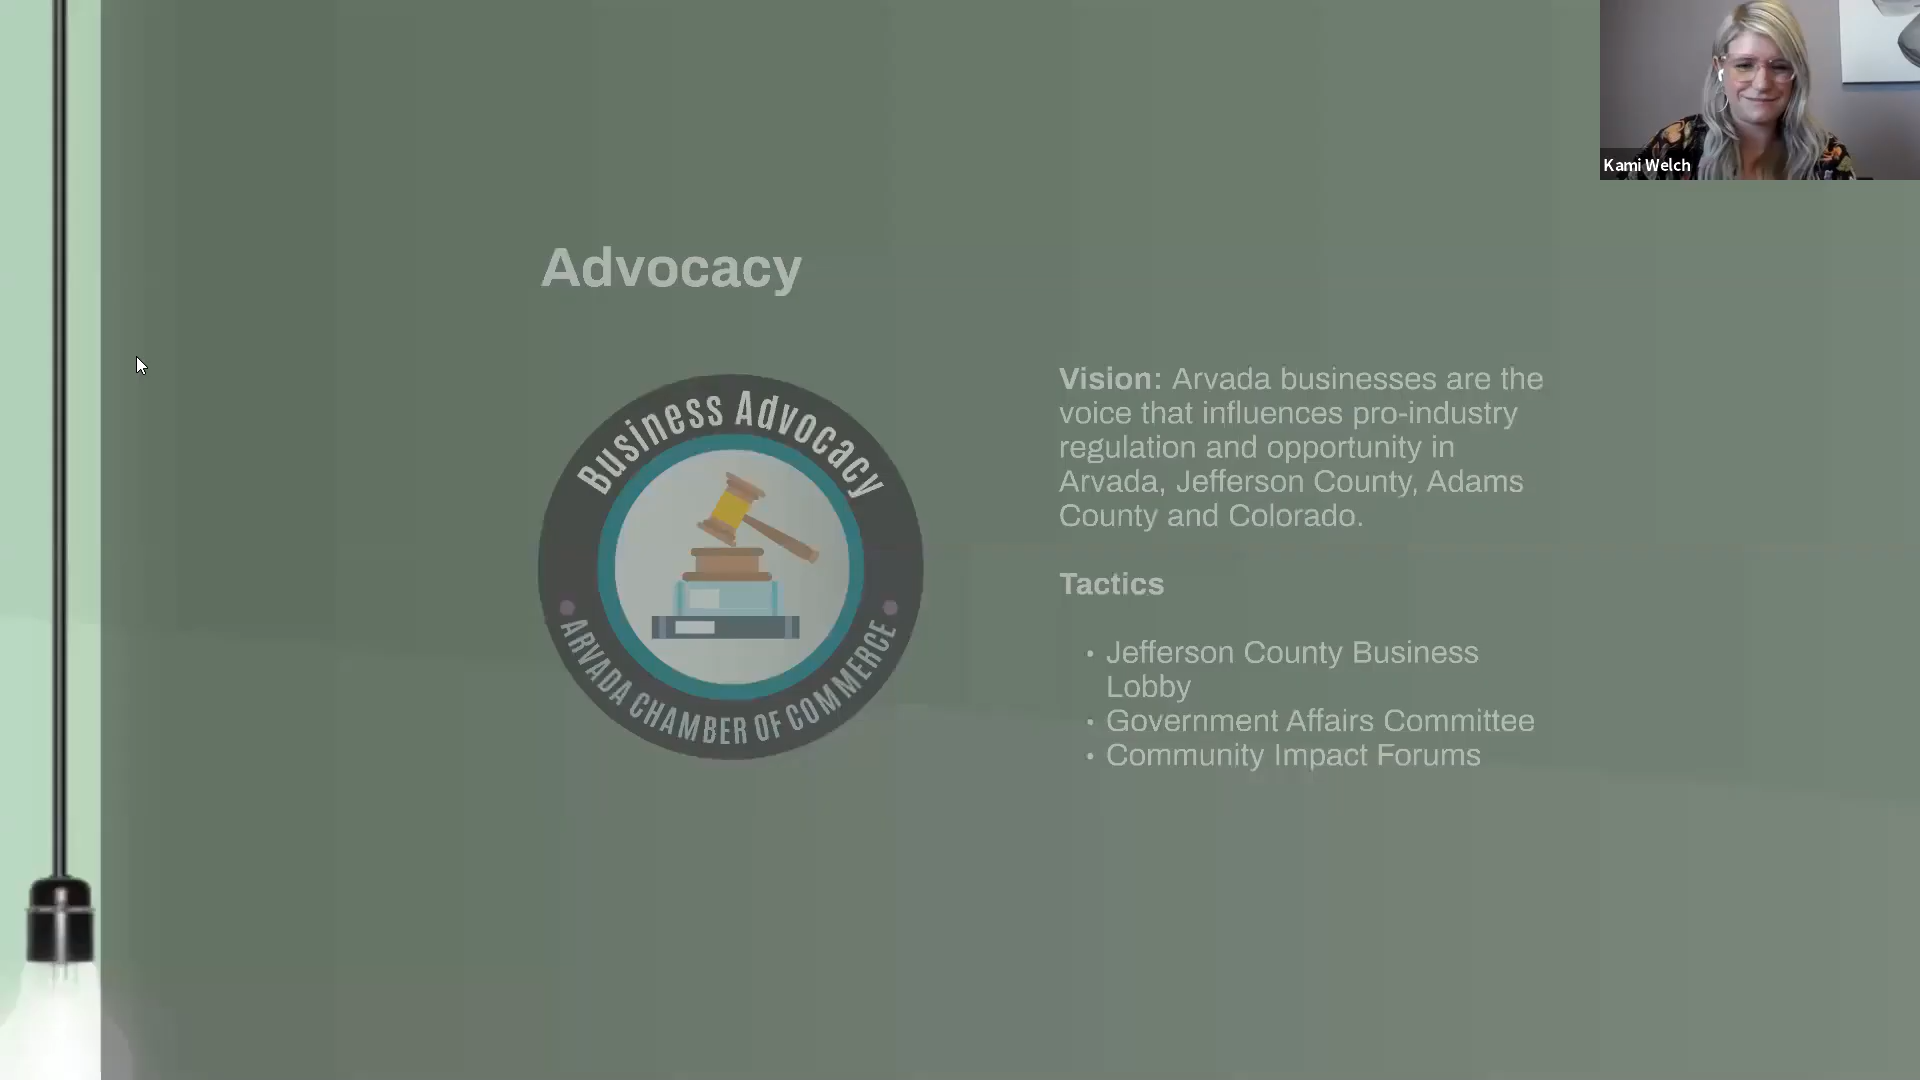 Kami Welch
Advocacy
Business Advocacy
ARVADA CHAMBER OF COMMERCE
Vision: Arvada businesses are the
voice that influences pro-industry
regulation and opportunity in
Arvada, Jefferson County, Adams
County and Colorado.
Tactics
• Jefferson County Business
Lobby
• Government Affairs Committee
• Community Impact Forums